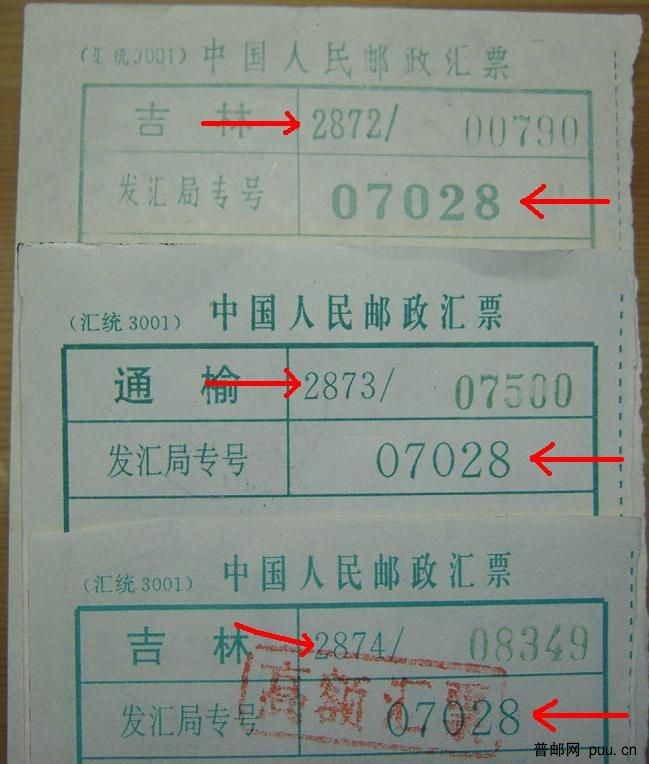 (汇统3001) 中国人民邮政汇票
吉林 2872/ 00790
发汇局专号 07028
(汇统3001) 中国人民邮政汇票
通榆 2873/ 07500
发汇局专号 07028
(汇统3001) 中国人民邮政汇票
吉林 2874/ 08349
高额汇票
发汇局专号 07028
普邮网 puu.cn